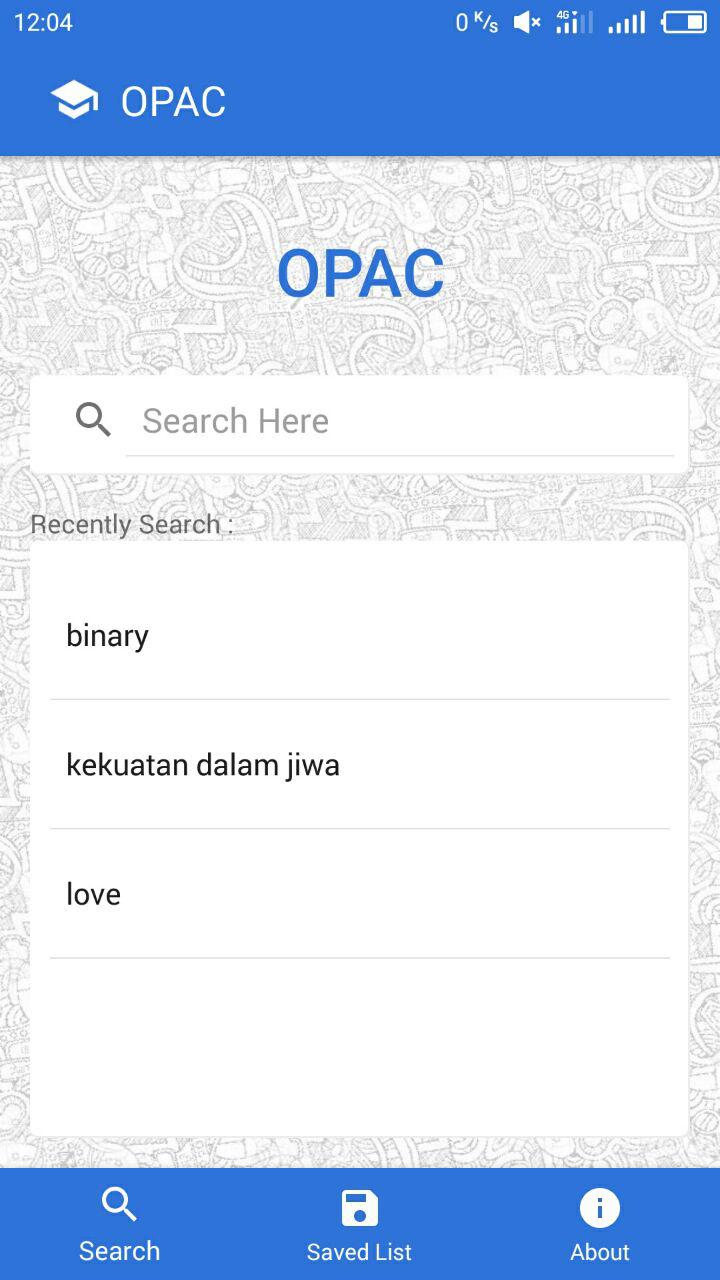 12:04
0 K/s
4G
OPAC
OPAC
Search Here
Recently Search :
binary
kekuatan dalam jiwa
love
Search
Saved List
About